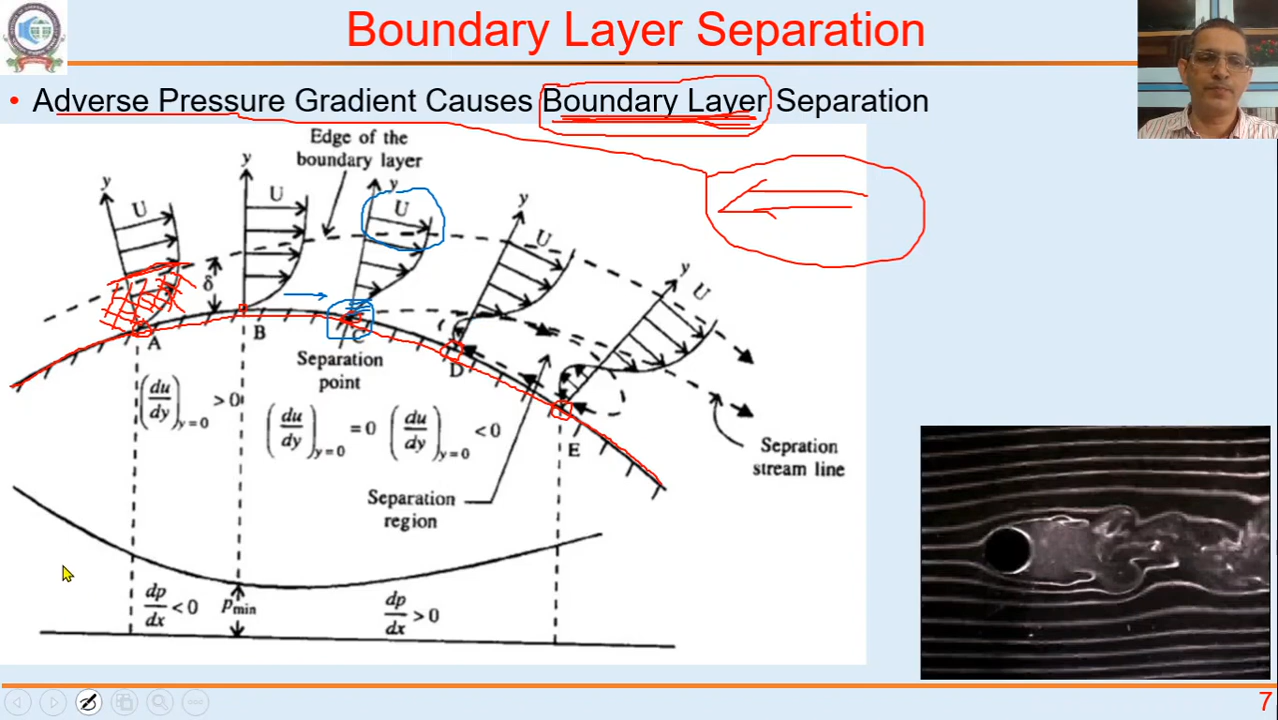 Boundary Layer Separation
• Adverse Pressure Gradient Causes Boundary Layer Separation
Edge of the
boundary layer
y
U
y
U
y
U
y
U
y
U
δ
A
B
C
D
E
Separation
point
(du/dy)y=0 > 0
(du/dy)y=0 = 0
(du/dy)y=0 < 0
Sepration
stream line
Separation
region
dp/dx < 0
Pmin
dp/dx > 0
7